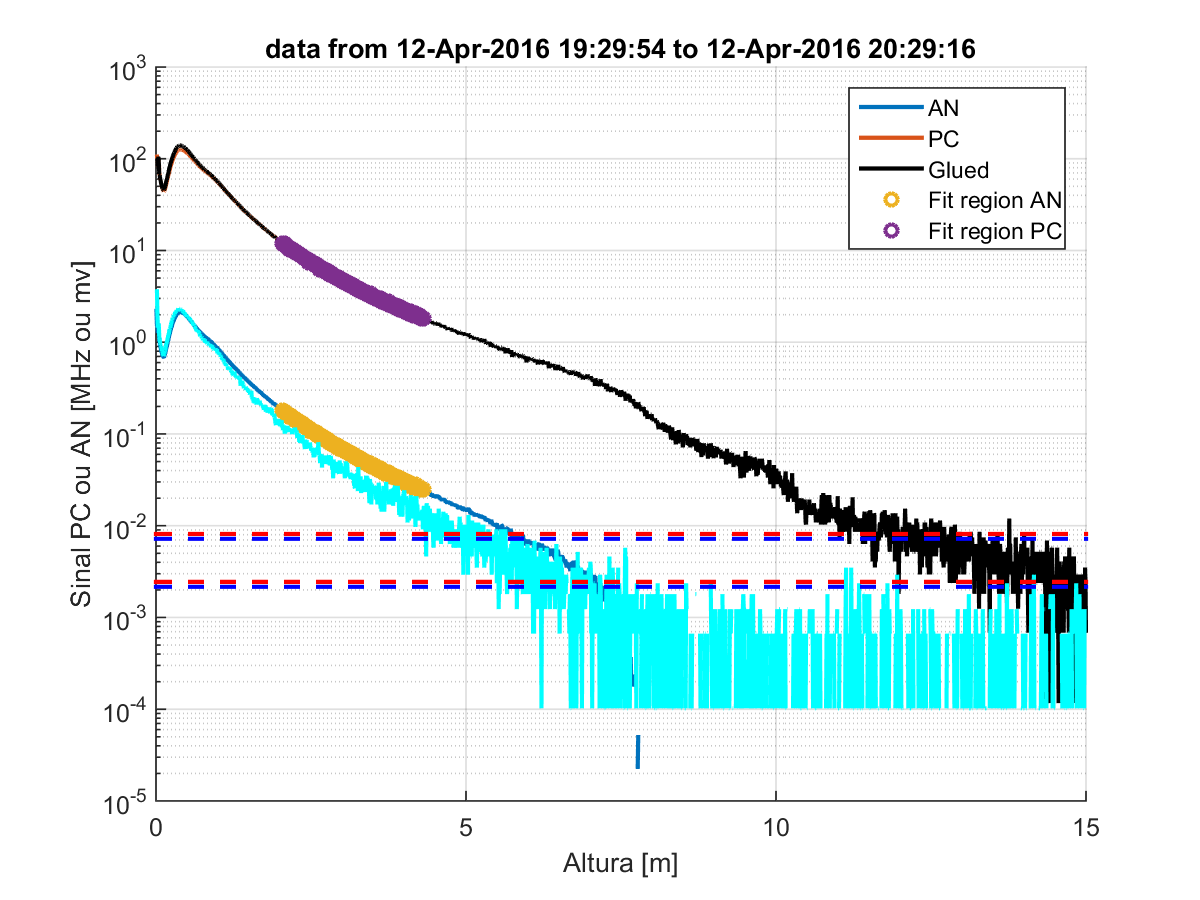 data from 12-Apr-2016 19:29:54 to 12-Apr-2016 20:29:16
AN
PC
Glued
Fit region AN
Fit region PC
Sinal PC ou AN [MHz ou mv]
10^3
10^2
10^1
10^0
10^-1
10^-2
10^-3
10^-4
10^-5
0 5 10 15
Altura [m]